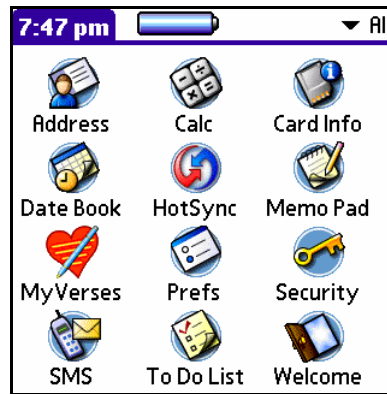 7:47 pm Al
Address Calc Card Info
Date Book HotSync Memo Pad
MyVerses Prefs Security
SMS To Do List Welcome